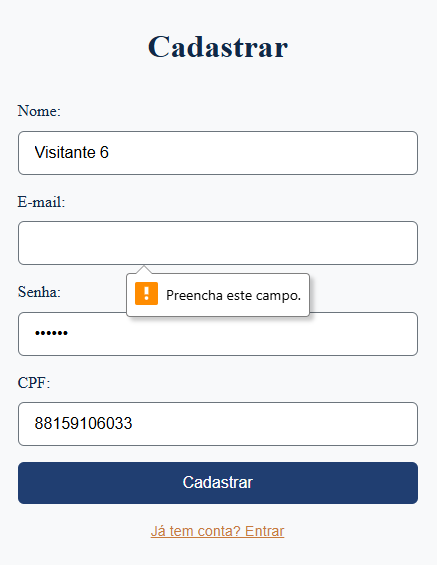 Cadastrar
Nome:
Visitante 6
E-mail:
Preencha este campo.
Senha:
••••••
CPF:
88159106033
Cadastrar
Já tem conta? Entrar